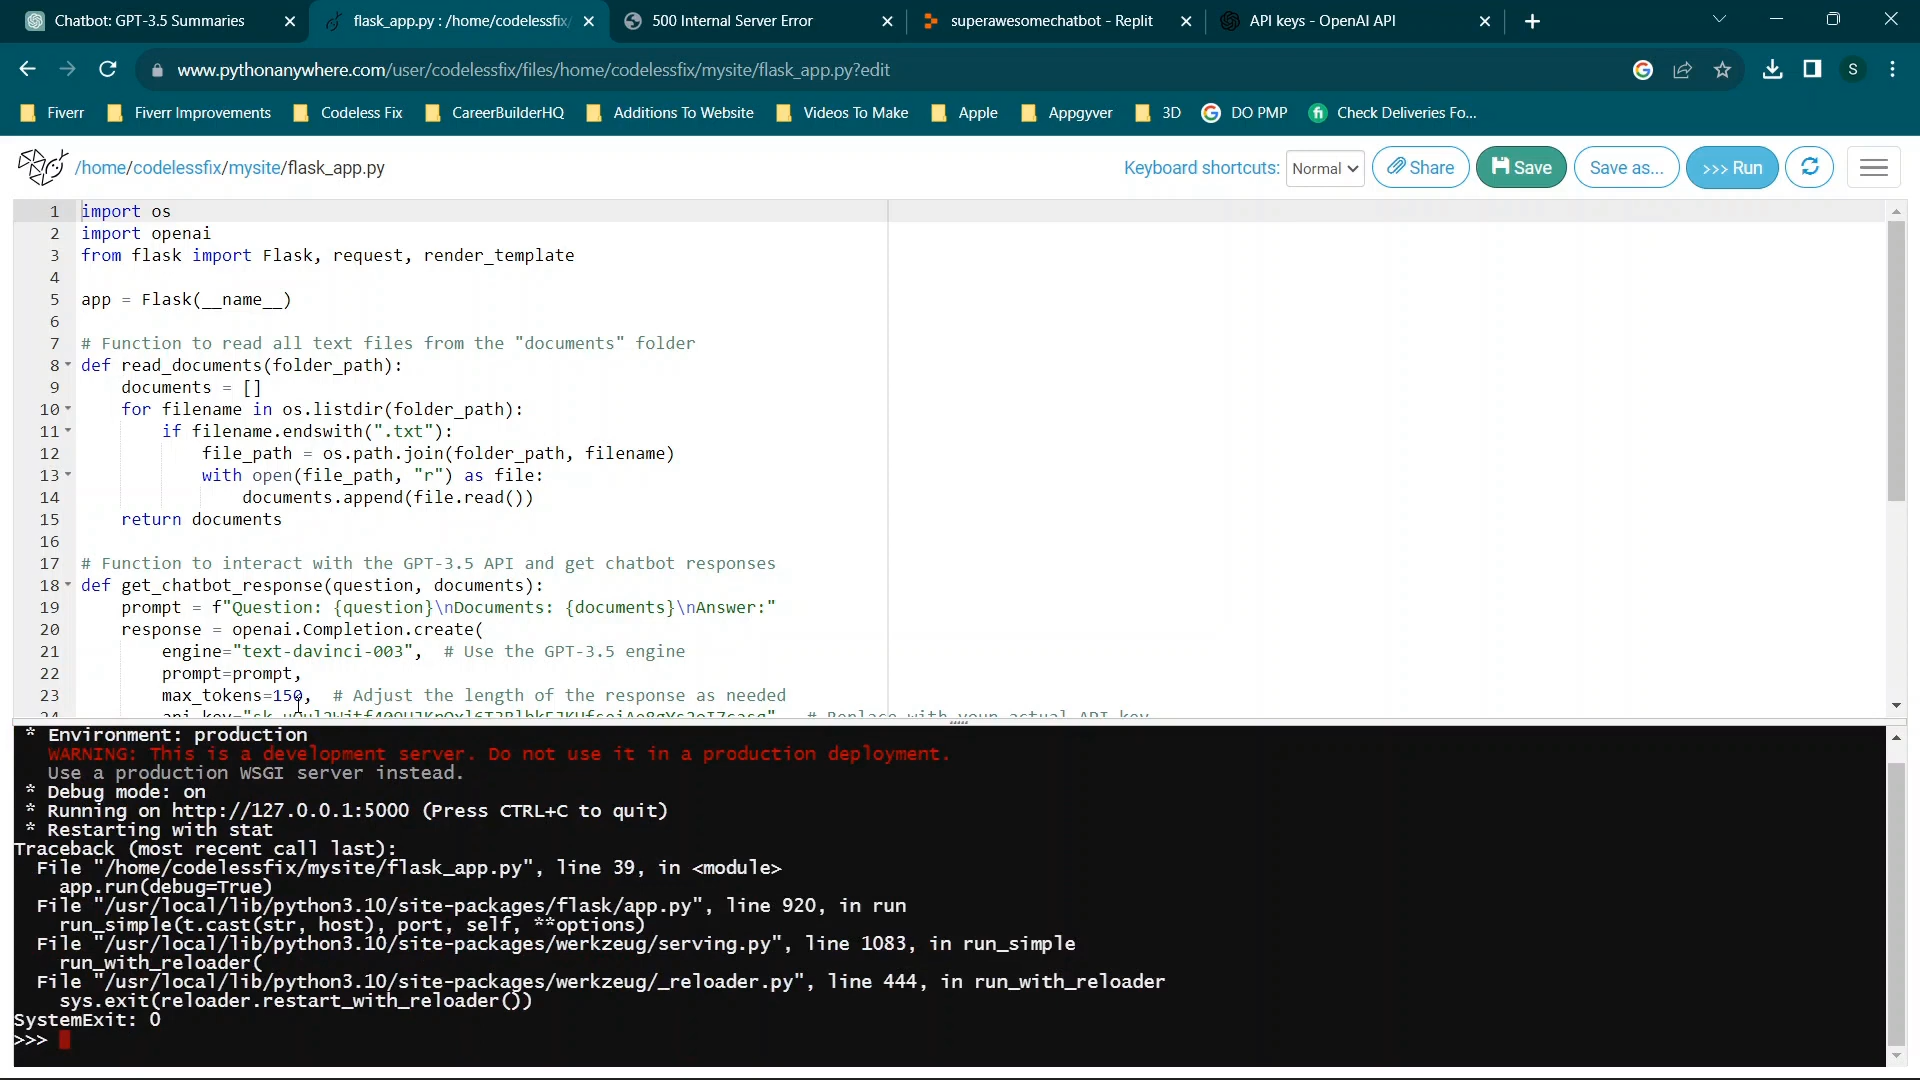 Chatbot: GPT-3.5 Summaries
flask_app.py : /home/codelessfix/
500 Internal Server Error
superawesomechatbot - Replit
API keys - OpenAI API
www.pythonanywhere.com/user/codelessfix/files/home/codelessfix/mysite/flask_app.py?edit
S
Fiverr
Fiverr Improvements
Codeless Fix
CareerBuilderHQ
Additions To Website
Videos To Make
Apple
Appgyver
3D
DO PMP
Check Deliveries Fo...
/home/codelessfix/mysite/flask_app.py
Keyboard shortcuts:
Normal
Share
Save
Save as...
>>> Run
1 import os
2 import openai
3 from flask import Flask, request, render_template
4
5 app = Flask(__name__)
6
7 # Function to read all text files from the "documents" folder
8 def read_documents(folder_path):
9 documents = []
10 for filename in os.listdir(folder_path):
11 if filename.endswith(".txt"):
12 file_path = os.path.join(folder_path, filename)
13 with open(file_path, "r") as file:
14 documents.append(file.read())
15 return documents
16
17 # Function to interact with the GPT-3.5 API and get chatbot responses
18 def get_chatbot_response(question, documents):
19 prompt = f"Question: {question}\nDocuments: {documents}\nAnswer:"
20 response = openai.Completion.create(
21 engine="text-davinci-003", # Use the GPT-3.5 engine
22 prompt=prompt,
23 max_tokens=150, # Adjust the length of the response as needed
24 # Replace with your actual API key
* Environment: production
WARNING: This is a development server. Do not use it in a production deployment.
Use a production WSGI server instead.
* Debug mode: on
* Running on http://127.0.0.1:5000 (Press CTRL+C to quit)
* Restarting with stat
Traceback (most recent call last):
File "/home/codelessfix/mysite/flask_app.py", line 39, in <module>
app.run(debug=True)
File "/usr/local/lib/python3.10/site-packages/flask/app.py", line 920, in run
run_simple(t.cast(str, host), port, self, **options)
File "/usr/local/lib/python3.10/site-packages/werkzeug/serving.py", line 1083, in run_simple
run_with_reloader(
File "/usr/local/lib/python3.10/site-packages/werkzeug/_reloader.py", line 444, in run_with_reloader
sys.exit(reloader.restart_with_reloader())
SystemExit: 0
>>>